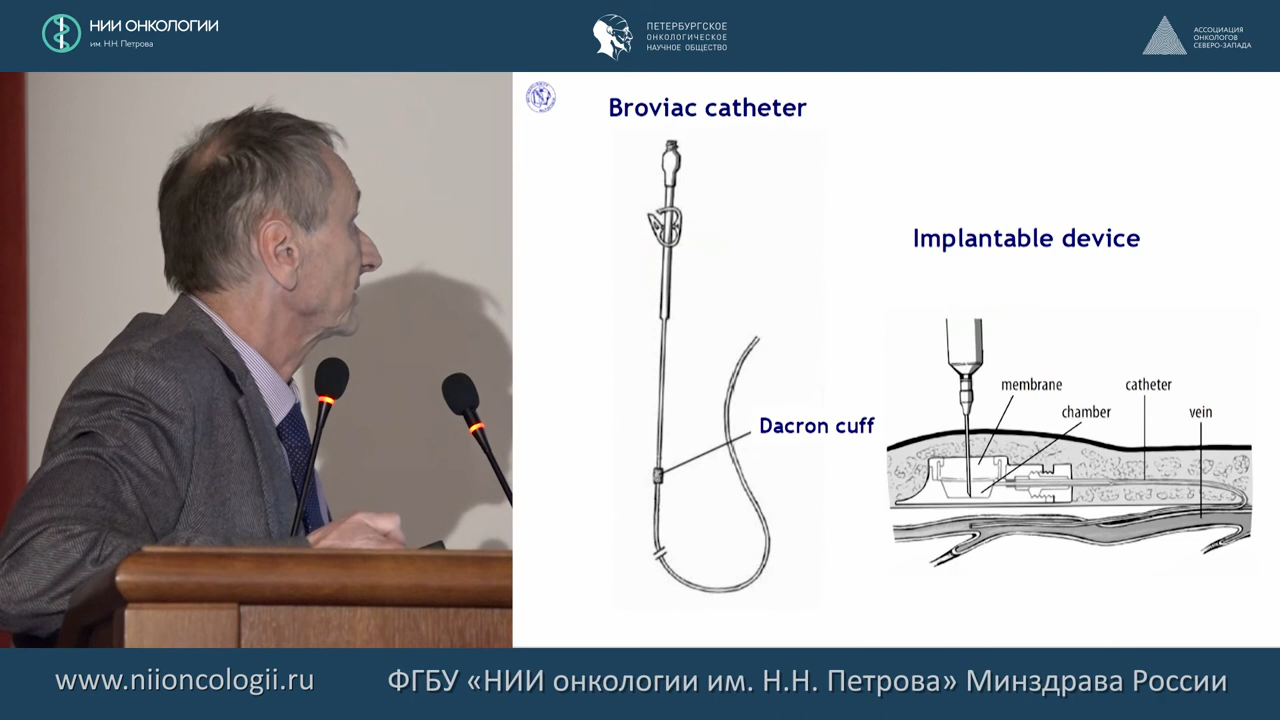 НИИ ОНКОЛОГИИ
им. Н.Н. Петрова
ПЕТЕРБУРГСКОЕ
ОНКОЛОГИЧЕСКОЕ
НАУЧНОЕ ОБЩЕСТВО
АССОЦИАЦИЯ
ОНКОЛОГОВ
СЕВЕРО-ЗАПАДА
Broviac catheter
Implantable device
membrane
catheter
chamber
vein
Dacron cuff
www.niioncologii.ru
ФГБУ «НИИ онкологии им. Н.Н. Петрова» Минздрава России